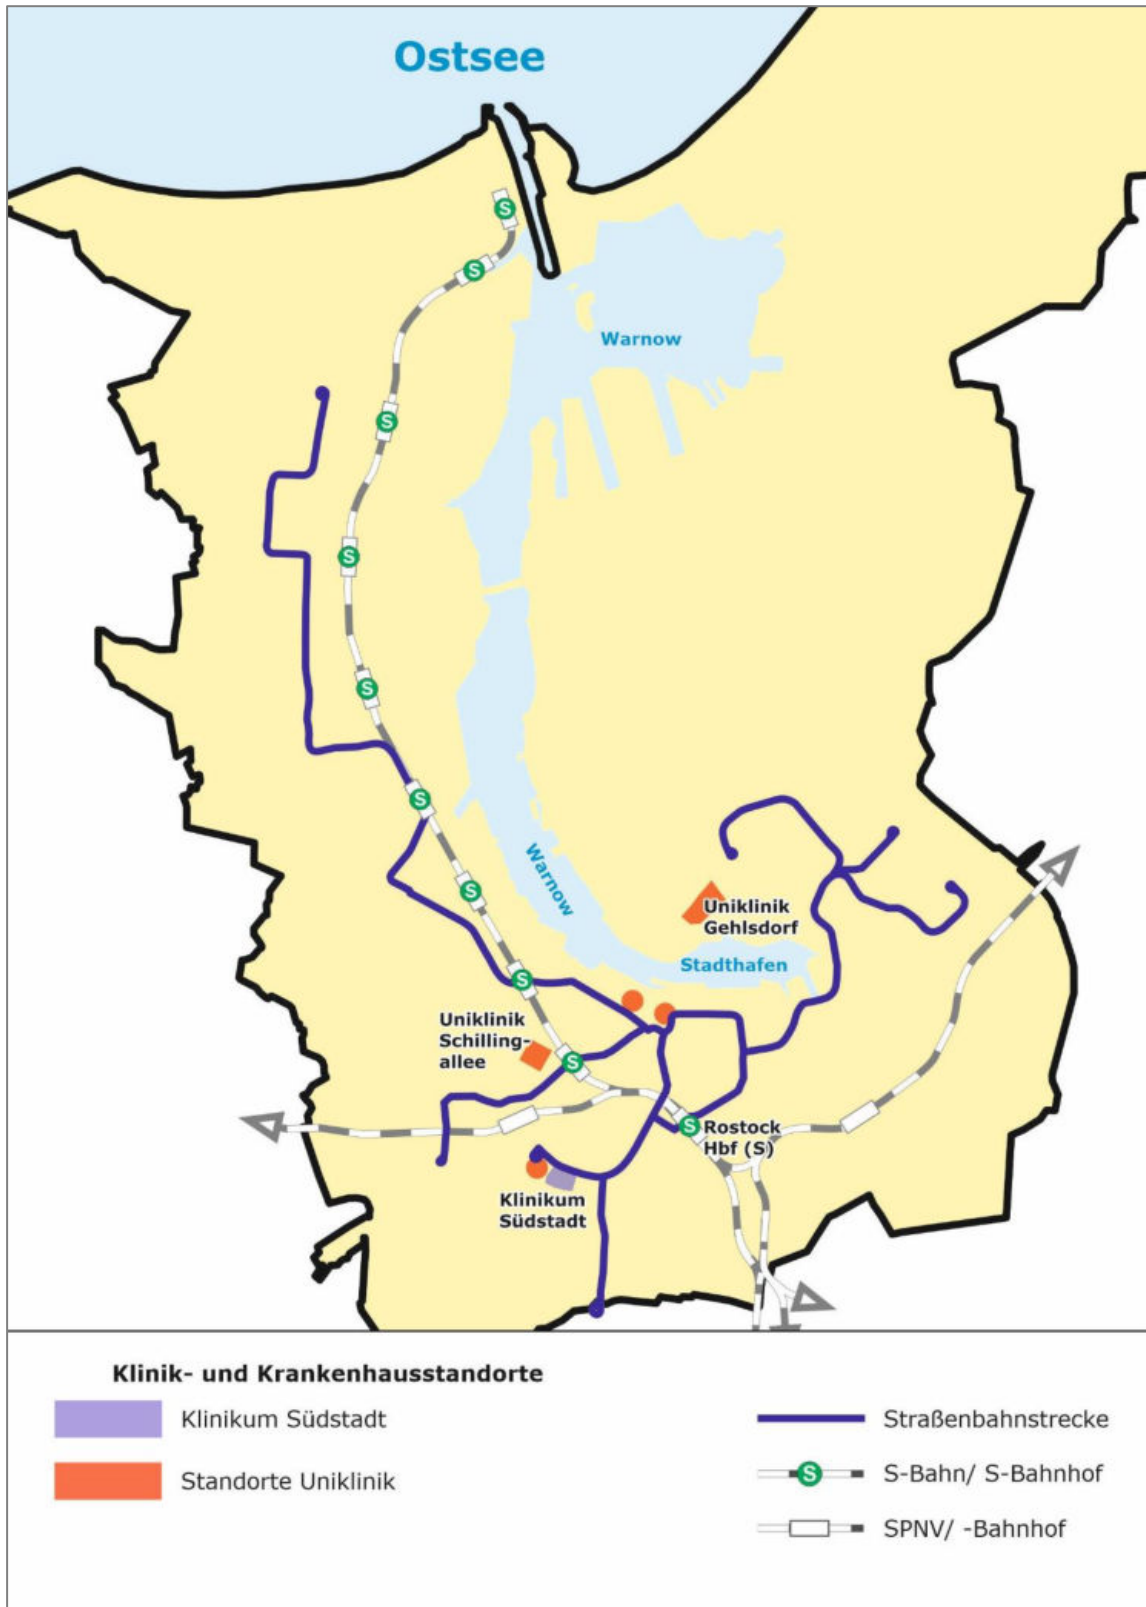 Ostsee
S
S
Warnow
S
S
S
S
Warnow
S
Uniklinik
Gehlsdorf
Stadthafen
S
Uniklinik
Schilling-
allee
S
S
Rostock
Hbf (S)
Klinikum
Südstadt
Klinik- und Krankenhausstandorte
Klinikum Südstadt
Standorte Uniklinik
Straßenbahnstrecke
S
S-Bahn/ S-Bahnhof
SPNV/ -Bahnhof